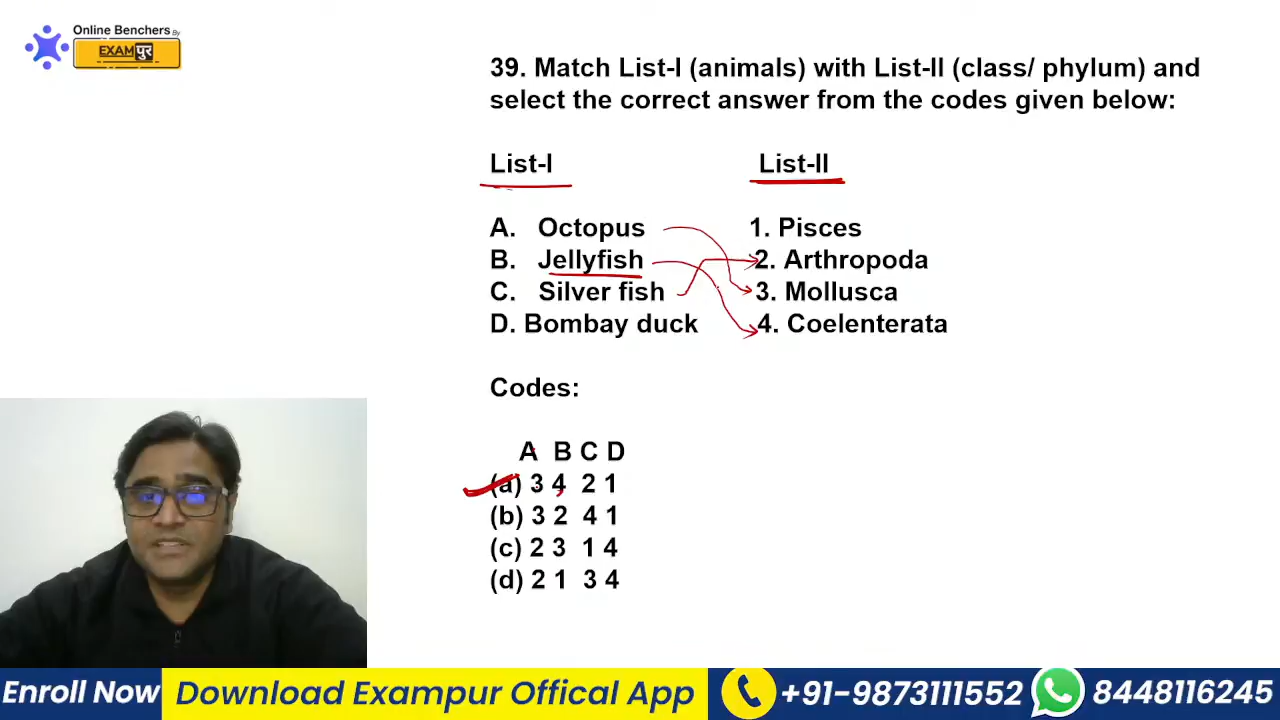 Online Benchers By
EXAMपुर
39. Match List-I (animals) with List-II (class/ phylum) and
select the correct answer from the codes given below:
List-I List-II
A. Octopus 1. Pisces
B. Jellyfish 2. Arthropoda
C. Silver fish 3. Mollusca
D. Bombay duck 4. Coelenterata
Codes:
A B C D
(a) 3 4 2 1
(b) 3 2 4 1
(c) 2 3 1 4
(d) 2 1 3 4
Enroll Now Download Exampur Offical App +91-9873111552 8448116245